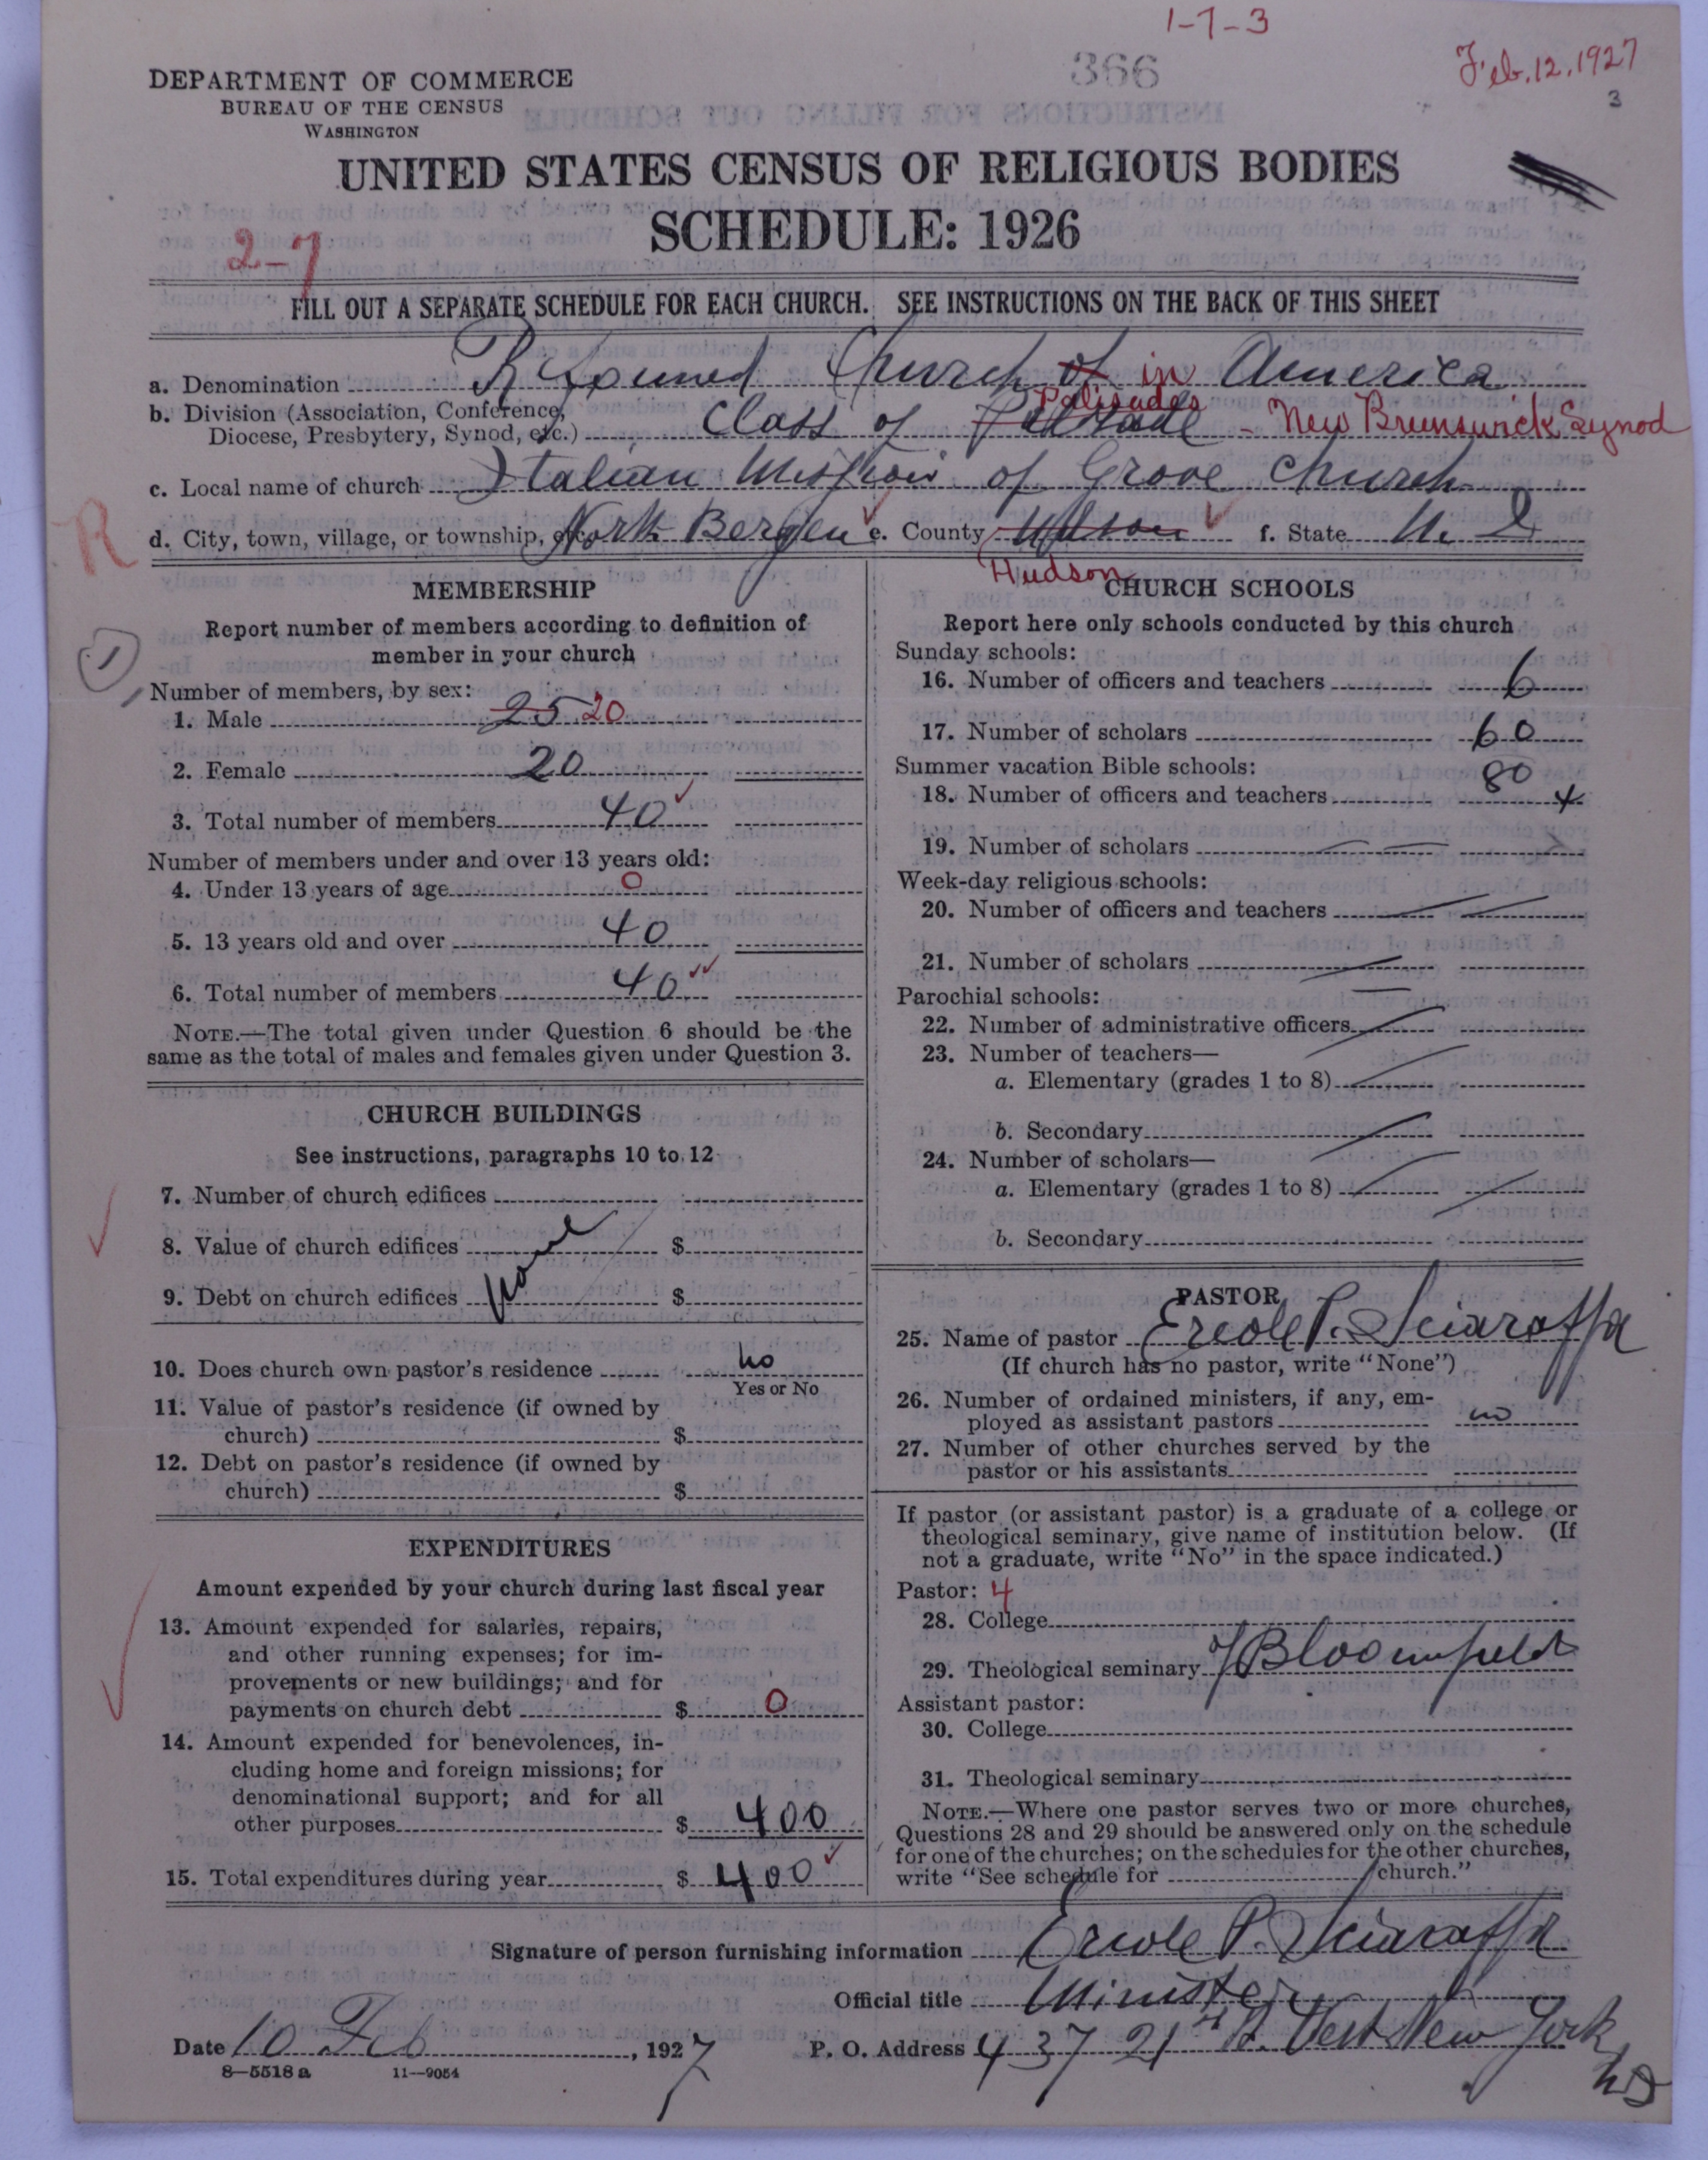 1-7-3
366
Feb. 12, 1927
3
DEPARTMENT OF COMMERCE
BUREAU OF THE CENSUS
WASHINGTON
UNITED STATES CENSUS OF RELIGIOUS BODIES
SCHEDULE: 1926
2-7
FILL OUT A SEPARATE SCHEDULE FOR EACH CHURCH. SEE INSTRUCTIONS ON THE BACK OF THIS SHEET
a. Denomination Reformed Church of in America
b. Division (Association, Conference, Palisades
Diocese, Presbytery, Synod, etc.) Class of Palisade - New Brunswick Synod
c. Local name of church Italian Mission of Grove Church
R
d. City, town, village, or township, etc. North Bergen e. County Hudson f. State N. J
Hudson
MEMBERSHIP
Report number of members according to definition of
member in your church
1
Number of members, by sex:
1. Male 25 20
2. Female 20
3. Total number of members 40
Number of members under and over 13 years old:
4. Under 13 years of age 0
5. 13 years old and over 40
6. Total number of members 40
NOTE.—The total given under Question 6 should be the
same as the total of males and females given under Question 3.
CHURCH BUILDINGS
See instructions, paragraphs 10 to 12
7. Number of church edifices
8. Value of church edifices $
none
9. Debt on church edifices $
10. Does church own pastor's residence no
Yes or No
11. Value of pastor's residence (if owned by
church) $
12. Debt on pastor's residence (if owned by
church) $
EXPENDITURES
Amount expended by your church during last fiscal year
13. Amount expended for salaries, repairs,
and other running expenses; for im-
provements or new buildings; and for
payments on church debt $ 0
14. Amount expended for benevolences, in-
cluding home and foreign missions; for
denominational support; and for all
other purposes $ 400
15. Total expenditures during year $ 400
CHURCH SCHOOLS
Report here only schools conducted by this church
Sunday schools:
16. Number of officers and teachers 6
17. Number of scholars 60
Summer vacation Bible schools:
80
18. Number of officers and teachers 4
19. Number of scholars
Week-day religious schools:
20. Number of officers and teachers
21. Number of scholars
Parochial schools:
22. Number of administrative officers
23. Number of teachers—
a. Elementary (grades 1 to 8)
b. Secondary
24. Number of scholars—
a. Elementary (grades 1 to 8)
b. Secondary
PASTOR
25. Name of pastor Ercole P. Sciaraffa
(If church has no pastor, write "None")
26. Number of ordained ministers, if any, em-
ployed as assistant pastors no
27. Number of other churches served by the
pastor or his assistants
If pastor (or assistant pastor) is a graduate of a college or
theological seminary, give name of institution below. (If
not a graduate, write "No" in the space indicated.)
Pastor: 4
28. College
29. Theological seminary of Bloomfield
Assistant pastor:
30. College
31. Theological seminary
NOTE.—Where one pastor serves two or more churches,
Questions 28 and 29 should be answered only on the schedule
for one of the churches; on the schedules for the other churches,
write "See schedule for church."
Signature of person furnishing information Ercole P. Sciaraffa
Official title Minister
Date 10 Feb, 1927 P. O. Address 437 21st St. West New York
NJ
8—5518 a 11—9054